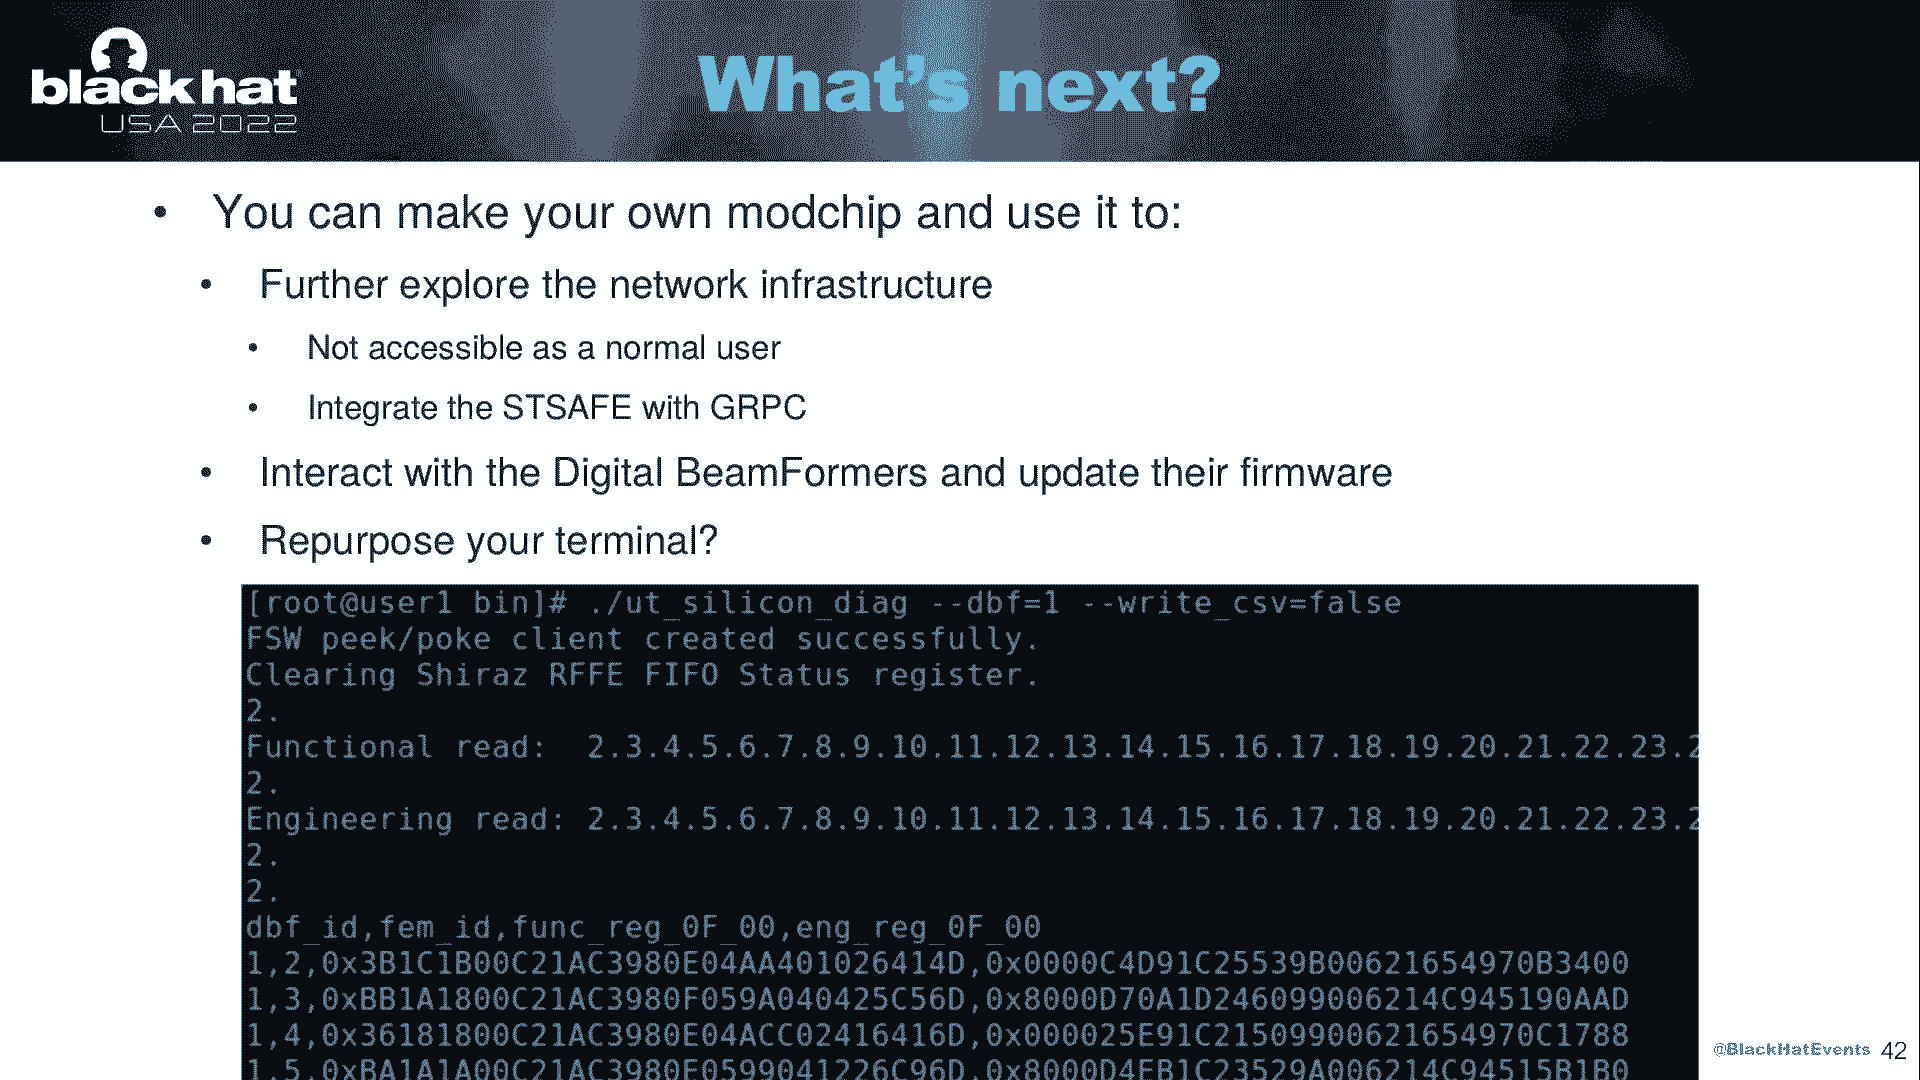 black hat
USA 2022
What's next?
• You can make your own modchip and use it to:
• Further explore the network infrastructure
• Not accessible as a normal user
• Integrate the STSAFE with GRPC
• Interact with the Digital BeamFormers and update their firmware
• Repurpose your terminal?
[root@user1 bin]# ./ut_silicon_diag --dbf=1 --write_csv=false
FSW peek/poke client created successfully.
Clearing Shiraz RFFE FIFO Status register.
2.
Functional read:  2.3.4.5.6.7.8.9.10.11.12.13.14.15.16.17.18.19.20.21.22.23.2
2.
Engineering read: 2.3.4.5.6.7.8.9.10.11.12.13.14.15.16.17.18.19.20.21.22.23.2
2.
2.
dbf_id,fem_id,func_reg_0F_00,eng_reg_0F_00
1,2,0x3B1C1B00C21AC3980E04AA401026414D,0x0000C4D91C25539B00621654970B3400
1,3,0xBB1A1800C21AC3980F059A040425C56D,0x8000D70A1D246099006214C945190AAD
1,4,0x36181800C21AC3980E04ACC02416416D,0x000025E91C21509900621654970C1788
1,5,0xBA1A1A00C21AC3980F0599041226C96D,0x8000D4EB1C23529A006214C94515B1B0
@BlackHatEvents 42